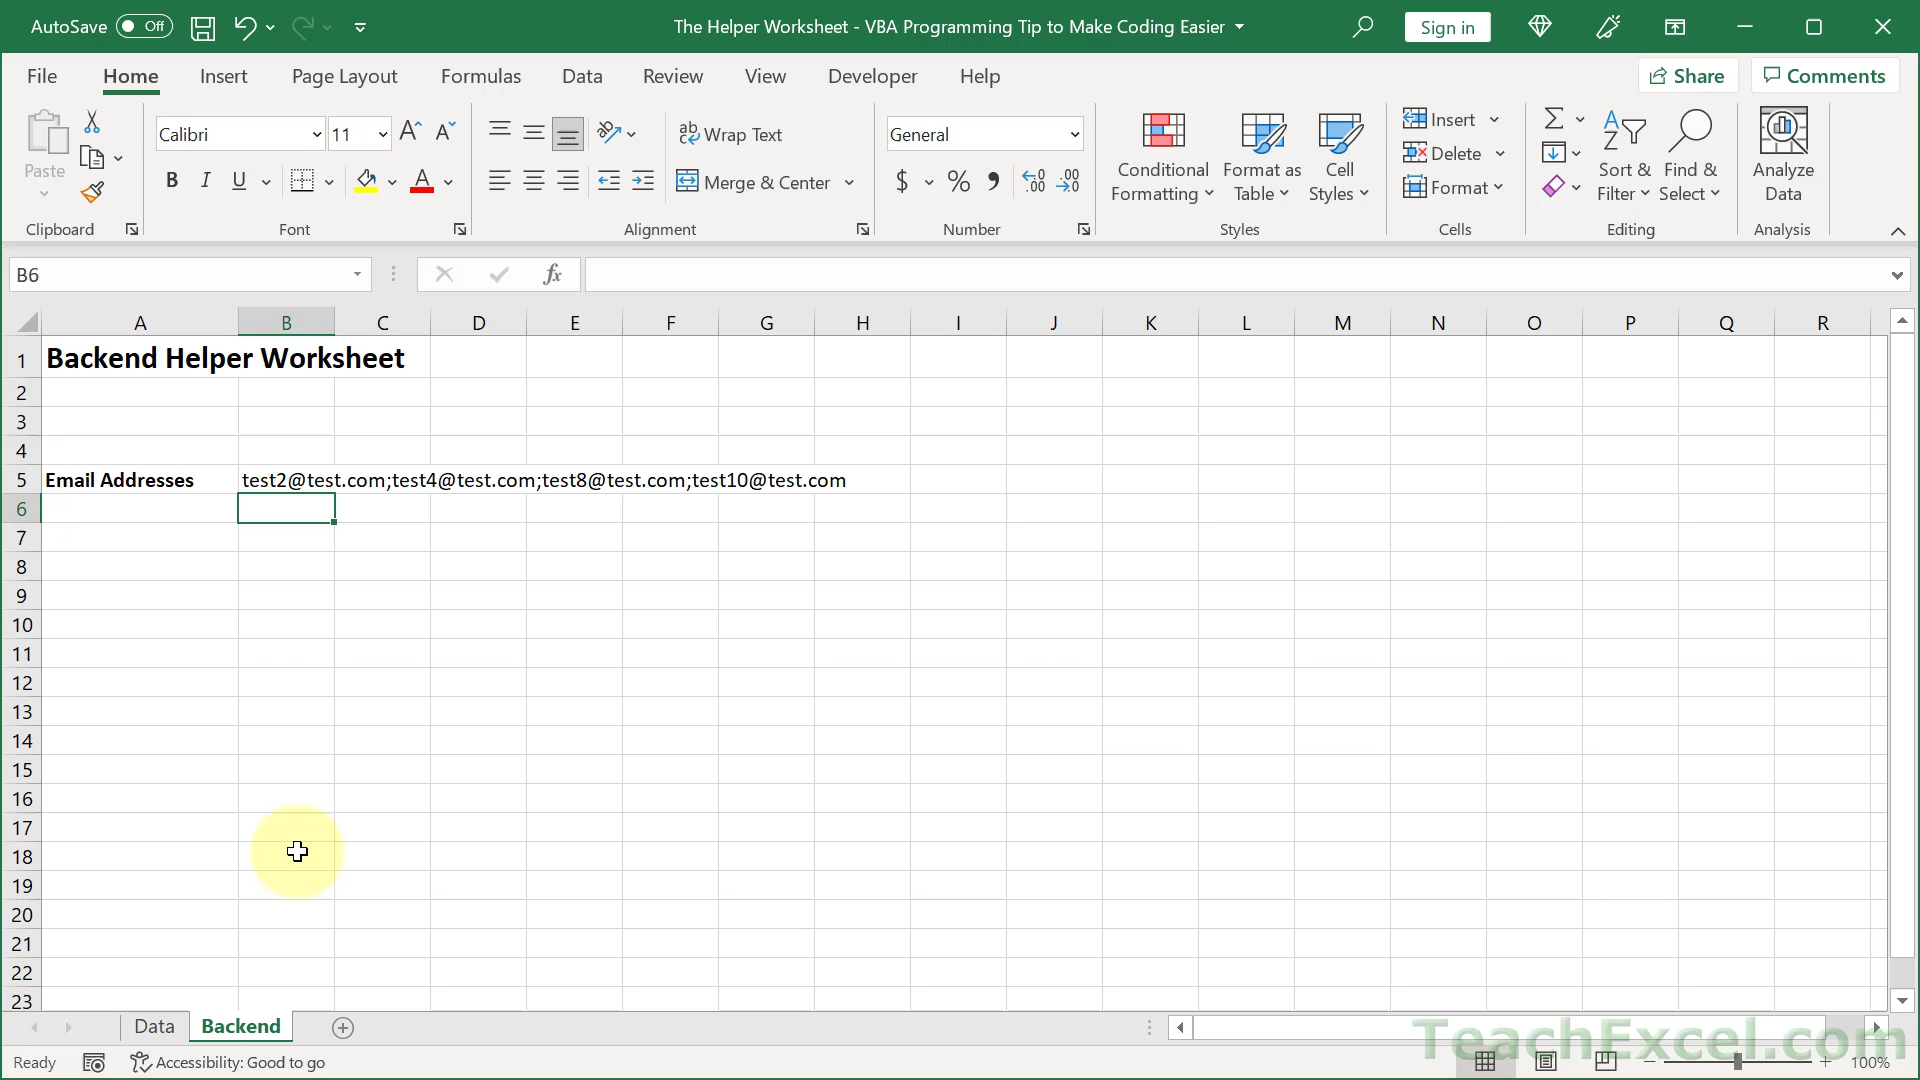 AutoSave Off The Helper Worksheet - VBA Programming Tip to Make Coding Easier Sign in
File Home Insert Page Layout Formulas Data Review View Developer Help Share Comments
Paste Calibri 11 A A ab Wrap Text General Conditional Formatting Format as Table Cell Styles Insert Delete Format Sort & Filter Find & Select Analyze Data
B I U A Merge & Center $ % .00 .00
Clipboard Font Alignment Number Styles Cells Editing Analysis
B6 fx
A B C D E F G H I J K L M N O P Q R
1 Backend Helper Worksheet
2
3
4
5 Email Addresses test2@test.com;test4@test.com;test8@test.com;test10@test.com
6
7
8
9
10
11
12
13
14
15
16
17
18
19
20
21
22
23
Data Backend
TeachExcel.com
Ready Accessibility: Good to go 100%